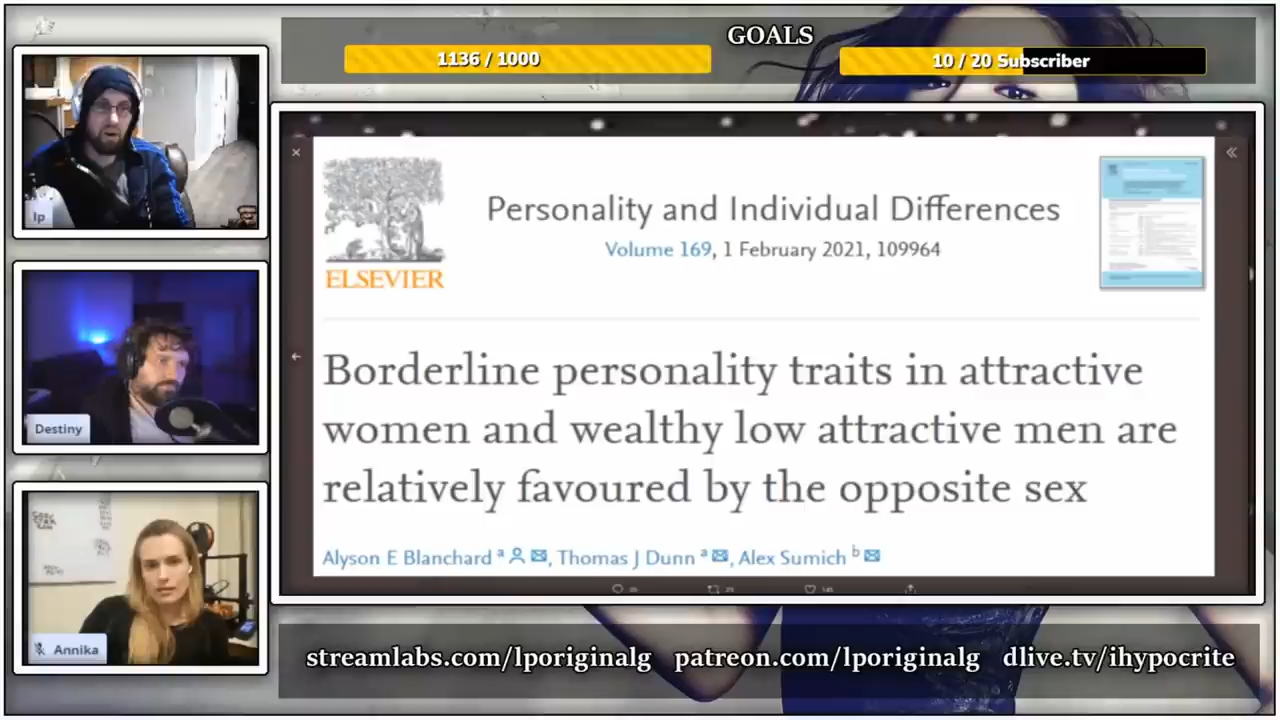 GOALS
1136 / 1000
10 / 20 Subscriber
lp
Personality and Individual Differences
Volume 169, 1 February 2021, 109964
ELSEVIER
Destiny
Borderline personality traits in attractive
women and wealthy low attractive men are
relatively favoured by the opposite sex
Alyson E Blanchard a, Thomas J Dunn a, Alex Sumich b
Annika
streamlabs.com/lporiginalg patreon.com/lporiginalg dlive.tv/ihypocrite